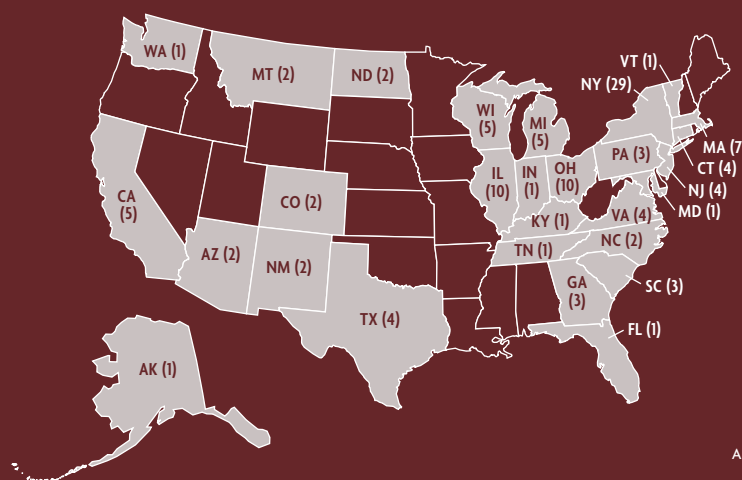 WA (1)
MT (2)
ND (2)
VT (1)
NY (29)
WI
(5)
MI
(5)
MA (7
PA (3)
CT (4)
NJ (4)
MD (1)
IL
(10)
IN
(1)
OH
(10)
CA
(5)
CO (2)
KY (1)
VA (4)
AZ (2)
NM (2)
TN (1)
NC (2)
SC (3)
GA
(3)
TX (4)
FL (1)
AK (1)
A